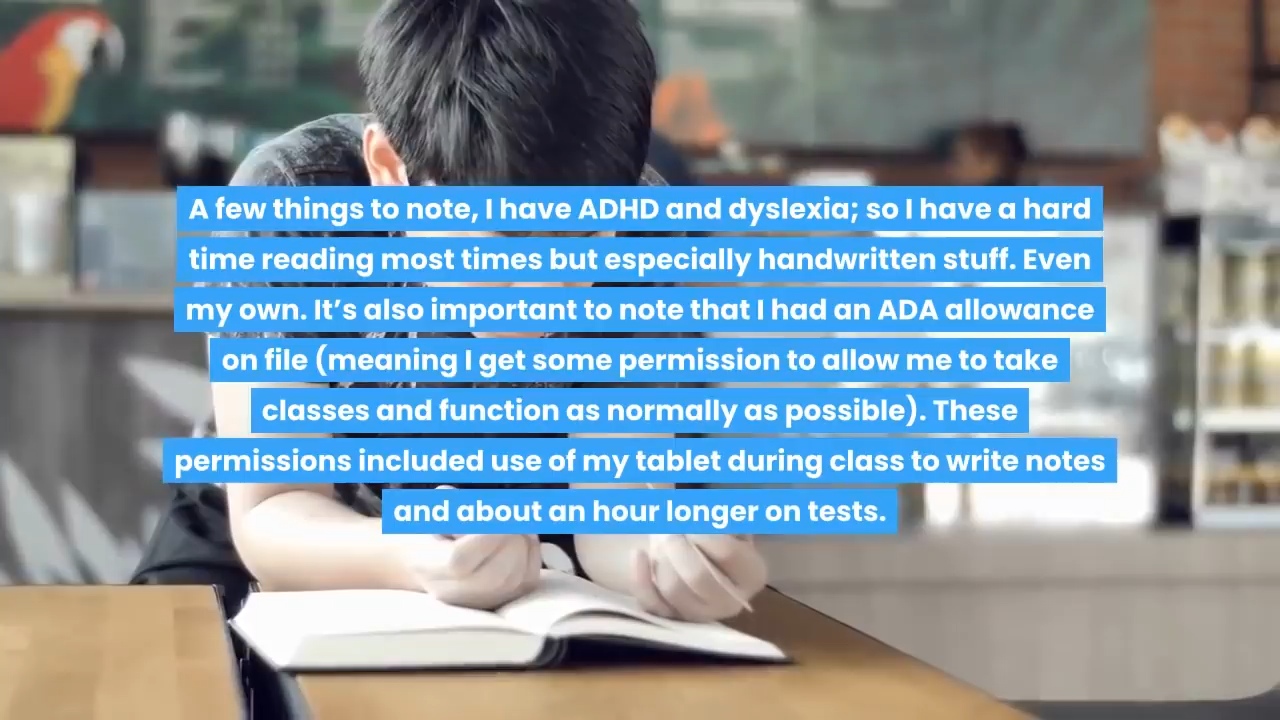 A few things to note, I have ADHD and dyslexia; so I have a hard
time reading most times but especially handwritten stuff. Even
my own. It’s also important to note that I had an ADA allowance
on file (meaning I get some permission to allow me to take
classes and function as normally as possible). These
permissions included use of my tablet during class to write notes
and about an hour longer on tests.